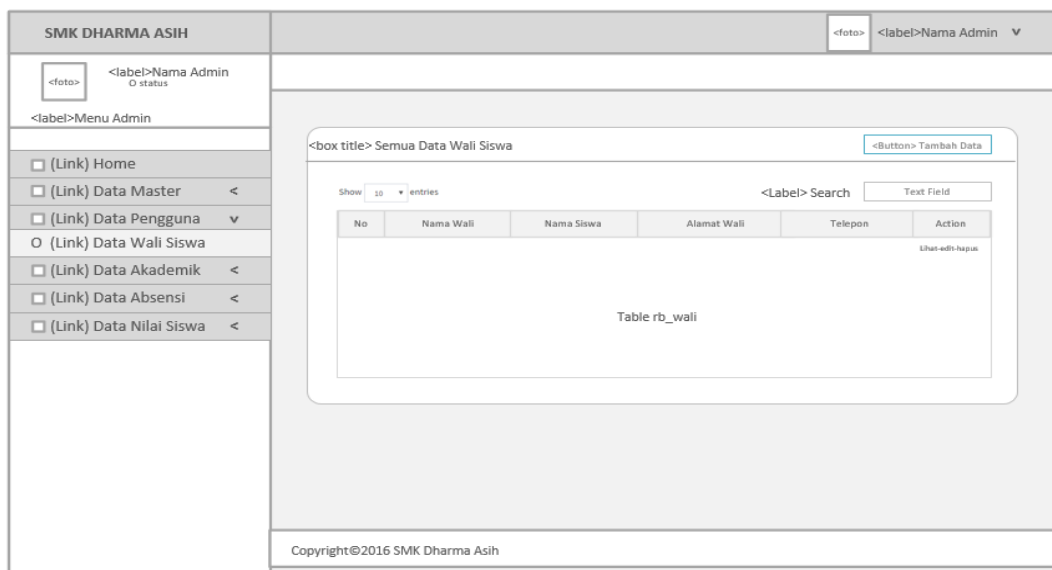 SMK DHARMA ASIH
<foto> <label>Nama Admin v
<foto> <label>Nama Admin
O status
<label>Menu Admin
(Link) Home
(Link) Data Master <
(Link) Data Pengguna v
O (Link) Data Wali Siswa
(Link) Data Akademik <
(Link) Data Absensi <
(Link) Data Nilai Siswa <
<box title> Semua Data Wali Siswa <Button> Tambah Data
Show 10 entries <Label> Search Text Field
No Nama Wali Nama Siswa Alamat Wali Telepon Action
Lihat-edit-hapus
Table rb_wali
Copyright©2016 SMK Dharma Asih